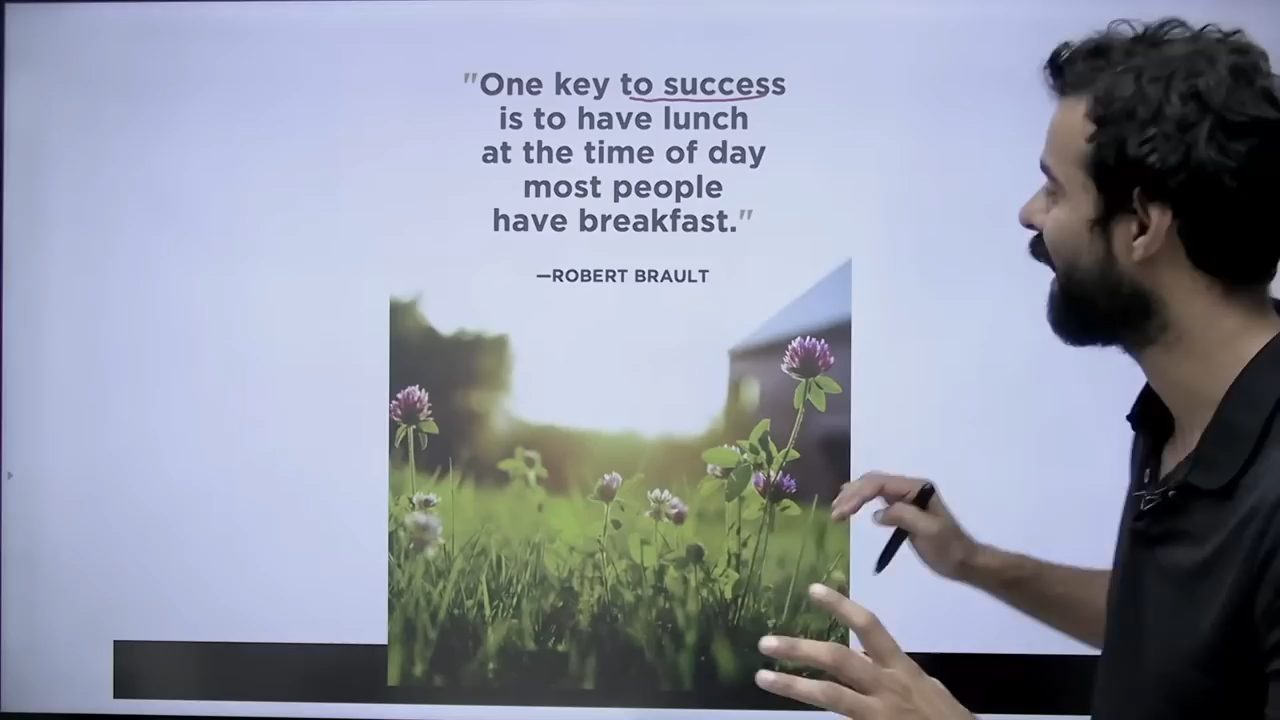 "One key to success
is to have lunch
at the time of day
most people
have breakfast."
—ROBERT BRAULT